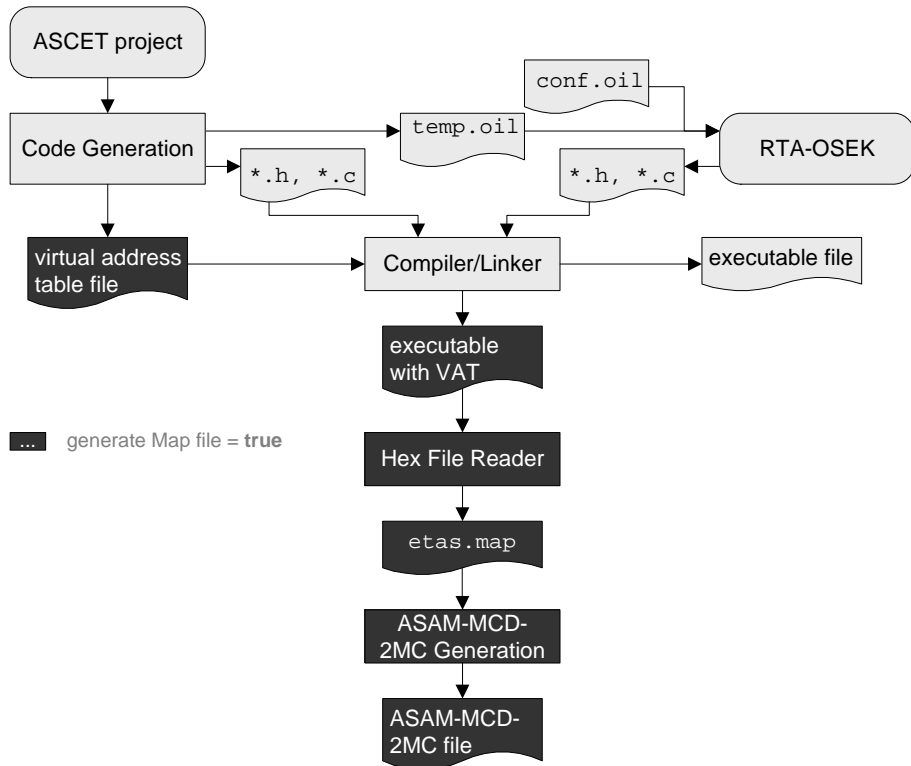 ASCET project
conf.oil
temp.oil
Code Generation
RTA-OSEK
*.h, *.c
*.h, *.c
virtual address
table file
Compiler/Linker
executable file
executable
with VAT
... generate Map file = true
Hex File Reader
etas.map
ASAM-MCD-
2MC Generation
ASAM-MCD-
2MC file